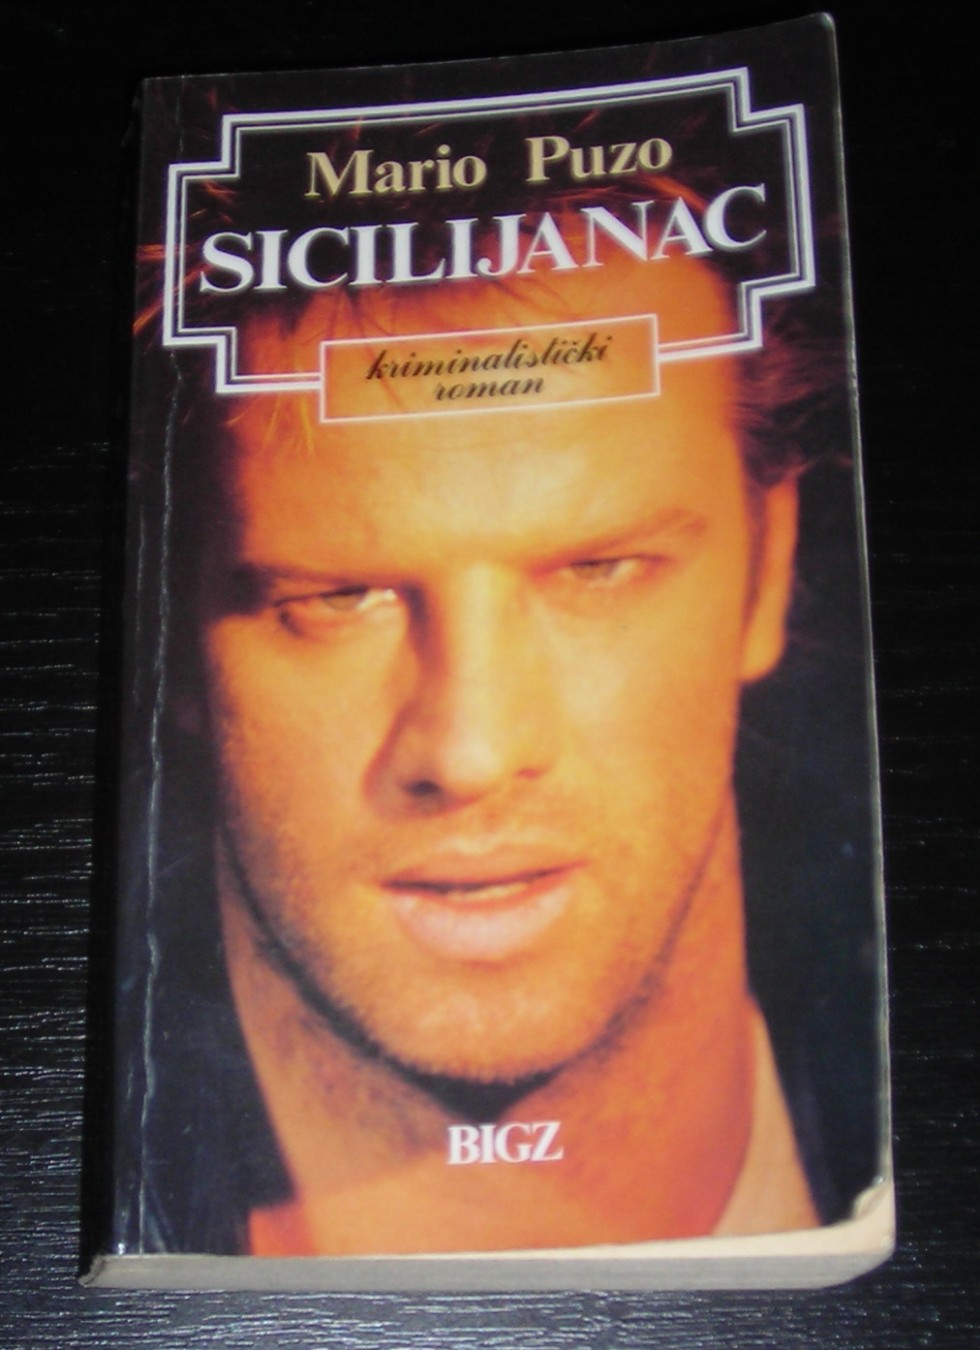 Mario Puzo
SICILIJANAC
kriminalistički
roman
BIGZ